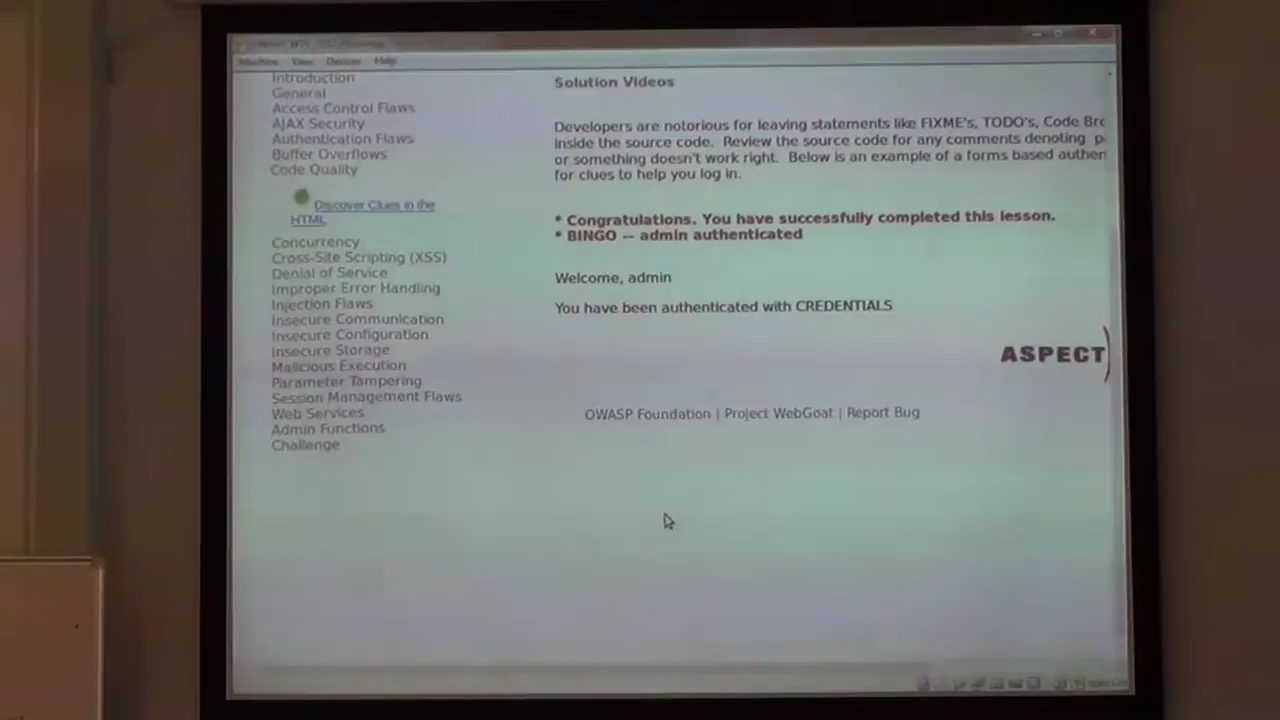 Machine View Devices Help
Introduction
General
Access Control Flaws
AJAX Security
Authentication Flaws
Buffer Overflows
Code Quality
Discover Clues in the
HTML
Concurrency
Cross-Site Scripting (XSS)
Denial of Service
Improper Error Handling
Injection Flaws
Insecure Communication
Insecure Configuration
Insecure Storage
Malicious Execution
Parameter Tampering
Session Management Flaws
Web Services
Admin Functions
Challenge
Solution Videos
Developers are notorious for leaving statements like FIXME's, TODO's, Code Bro
inside the source code. Review the source code for any comments denoting p
or something doesn't work right. Below is an example of a forms based authen
for clues to help you log in.
* Congratulations. You have successfully completed this lesson.
* BINGO -- admin authenticated
Welcome, admin
You have been authenticated with CREDENTIALS
ASPECT)
OWASP Foundation | Project WebGoat | Report Bug